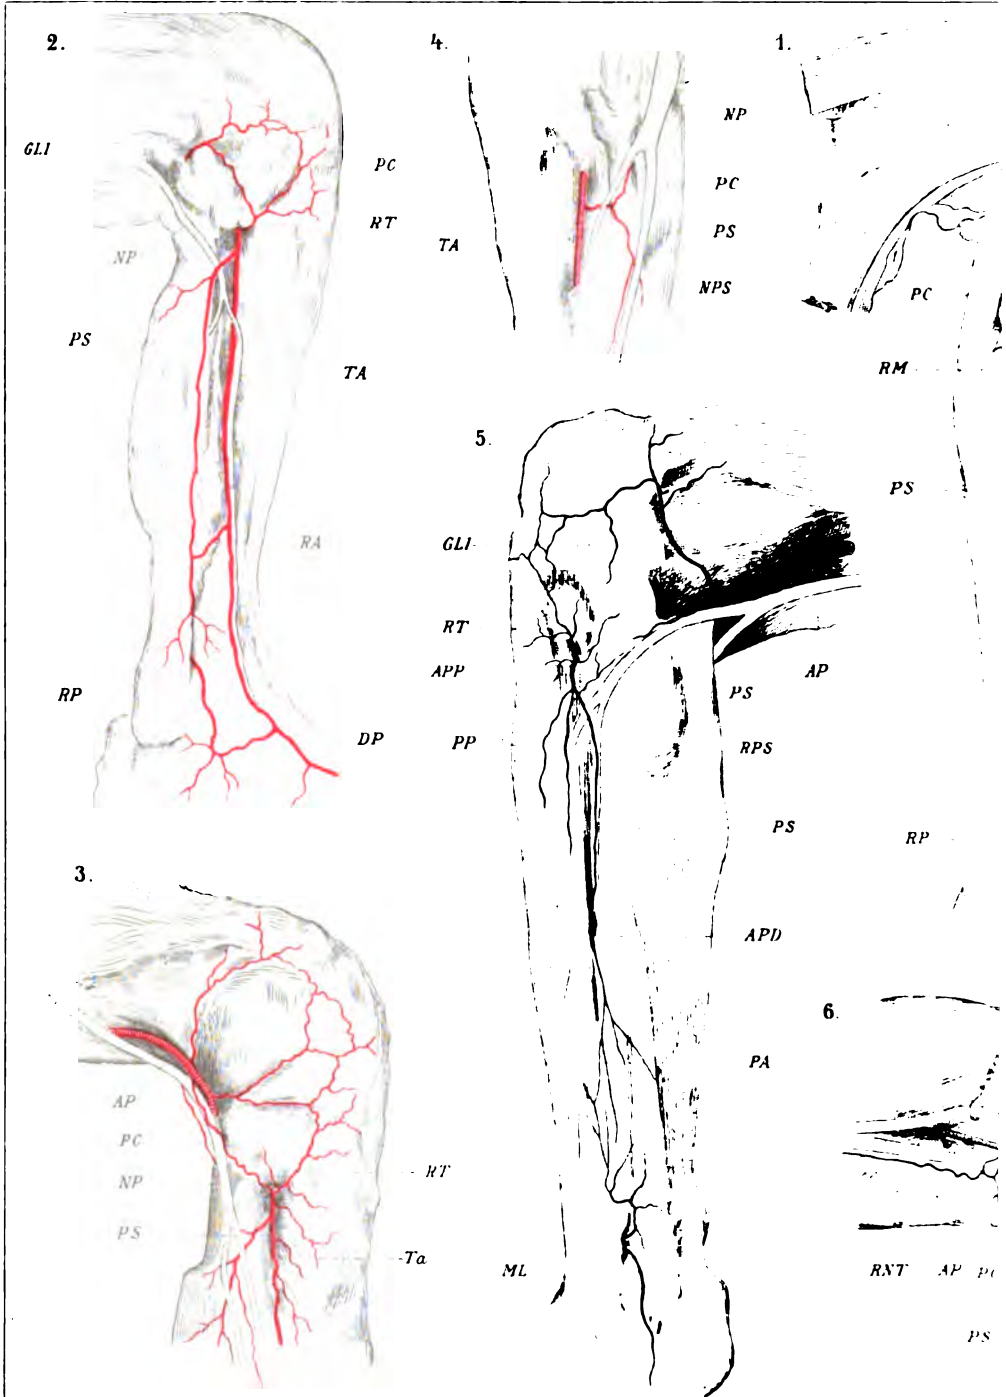 2.
GLI
PC
RT
NP
PS
TA
RA
RP
DP
3.
AP
PC
NP
PS
RT
Ta
4.
NP
PC
PS
TA
NPS
1.
PC
RM
PS
RP
5.
GLI
RT
APP
AP
PS
PP
RPS
PS
APD
PA
ML
6.
RNT AP
PS